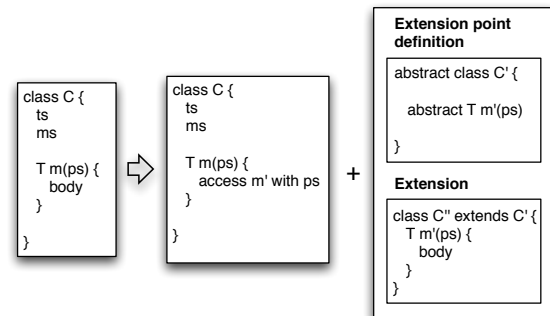 class C {
ts
ms
T m(ps) {
body
}
}
class C {
ts
ms
T m(ps) {
access m' with ps
}
}
+
Extension point
definition
abstract class C' {
abstract T m'(ps)
}
Extension
class C'' extends C' {
T m'(ps) {
body
}
}